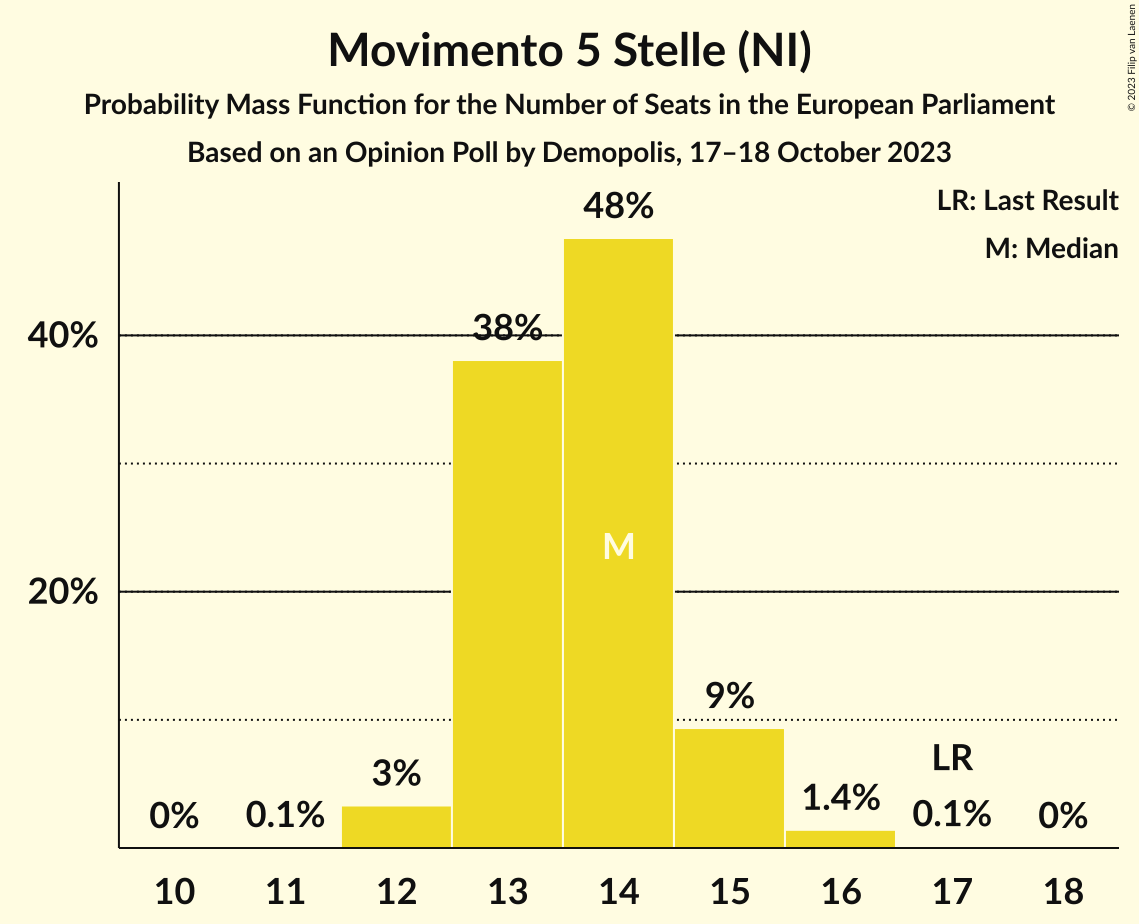 Movimento 5 Stelle (NI)
Probability Mass Function for the Number of Seats in the European Parliament
Based on an Opinion Poll by Demopolis, 17–18 October 2023
© 2023 Filip van Laenen
LR: Last Result
M: Median
48%
38%
40%
M
20%
9%
LR
3%
1.4%
0%
0.1%
0.1%
0%
10 11 12 13 14 15 16 17 18